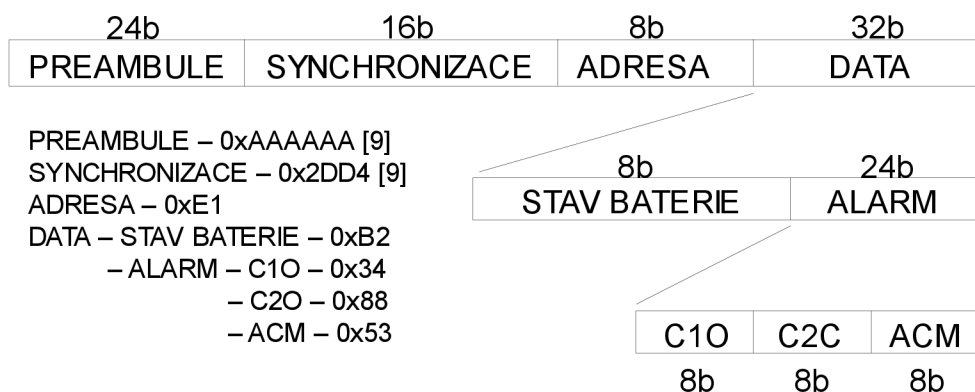 24b 16b 8b 32b
PREAMBULE SYNCHRONIZACE ADRESA DATA
PREAMBULE – 0xAAAAAA [9]
SYNCHRONIZACE – 0x2DD4 [9]
ADRESA – 0xE1
DATA – STAV BATERIE – 0xB2
– ALARM – C1O – 0x34
– C2O – 0x88
– ACM – 0x53
8b 24b
STAV BATERIE ALARM
C1O C2C ACM
8b 8b 8b